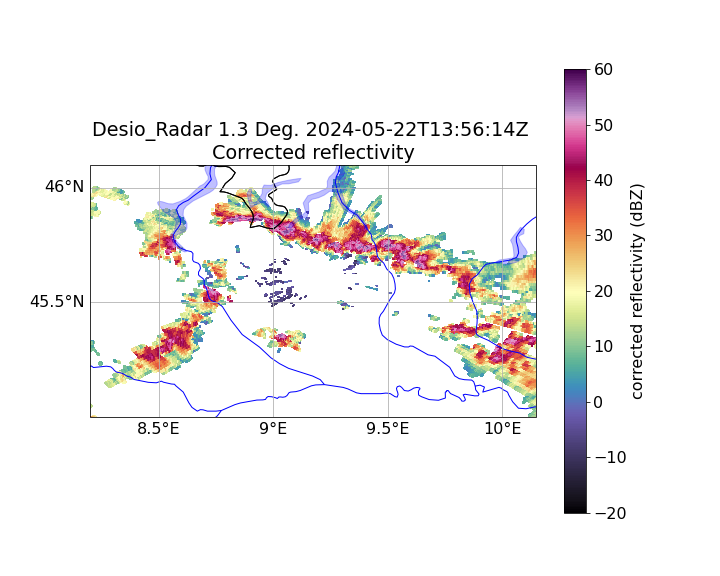 Desio_Radar 1.3 Deg. 2024-05-22T13:56:14Z
Corrected reflectivity
46°N
45.5°N
8.5°E
9°E
9.5°E
10°E
60
50
40
30
20
10
0
−10
−20
corrected reflectivity (dBZ)